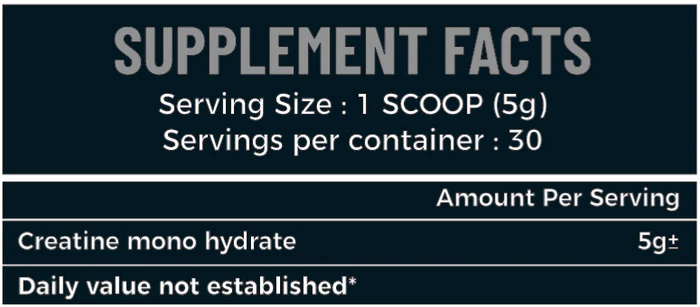 SUPPLEMENT FACTS
Serving Size : 1 SCOOP (5g)
Servings per container : 30
Amount Per Serving
Creatine mono hydrate 5g±
Daily value not established*